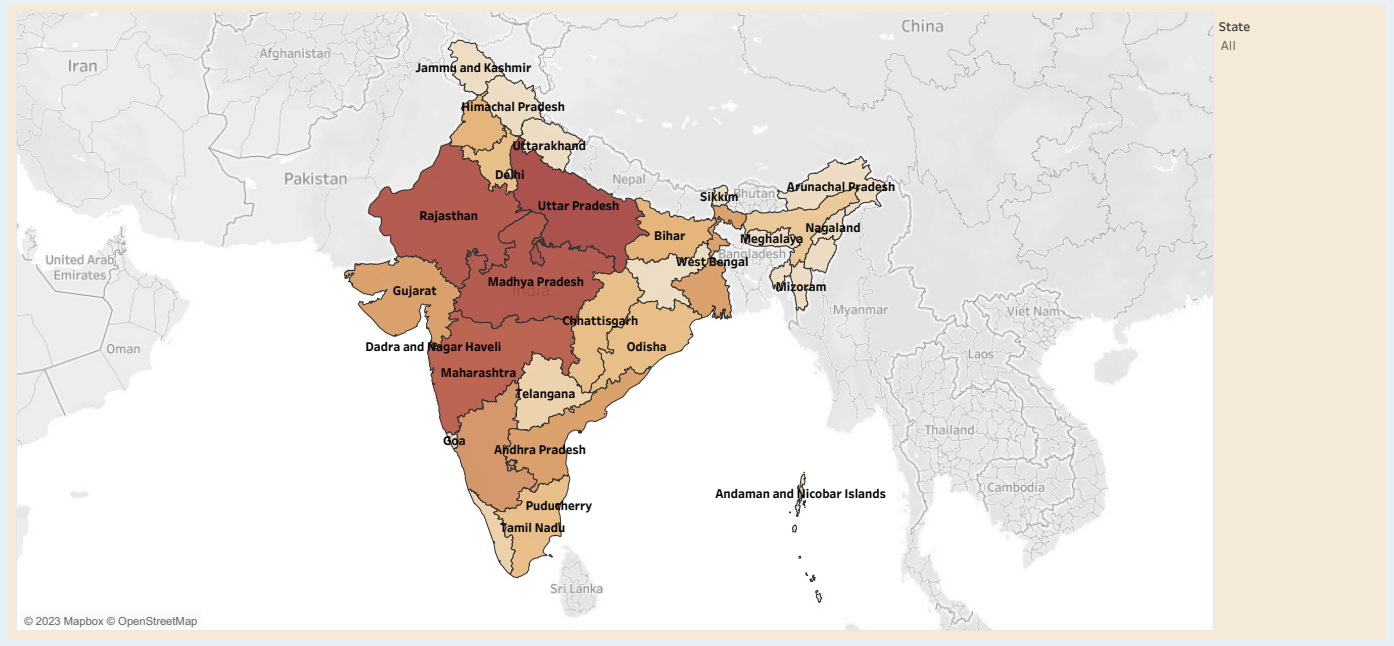 China
State
All
Afghanistan
Iran
Jammu and Kashmir
Himachal Pradesh
Uttarakhand
Pakistan
Delhi
Nepal
Sikkim
Bhutan
Arunachal Pradesh
Rajasthan
Uttar Pradesh
Bihar
Meghalaya
Nagaland
Bangladesh
West Bengal
United Arab
Emirates
Gujarat
Madhya Pradesh
India
Mizoram
Myanmar
Viet Nam
Chhattisgarh
Oman
Dadra and Nagar Haveli
Odisha
Laos
Maharashtra
Telangana
Thailand
Goa
Andhra Pradesh
Cambodia
Andaman and Nicobar Islands
Puducherry
Tamil Nadu
Sri Lanka
© 2023 Mapbox © OpenStreetMap